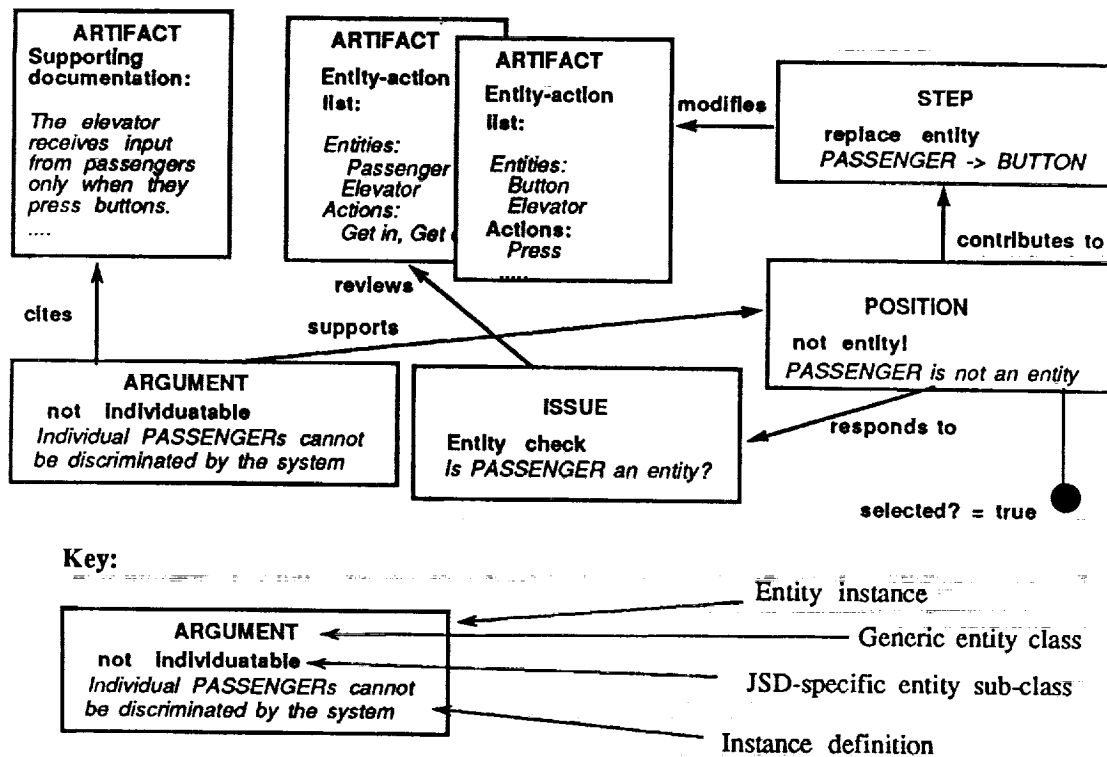 ARTIFACT
Supporting
documentation:
The elevator
receives input
from passengers
only when they
press buttons.
....
ARTIFACT
Entity-action
list:
Entities:
Passenger
Elevator
Actions:
Get in, Get
ARTIFACT
Entity-action
list:
Entities:
Button
Elevator
Actions:
Press
.....
modifies
STEP
replace entity
PASSENGER -> BUTTON
contributes to
cites
reviews
supports
POSITION
not entity!
PASSENGER is not an entity
ARGUMENT
not individuatable
Individual PASSENGERs cannot
be discriminated by the system
ISSUE
Entity check
Is PASSENGER an entity?
responds to
selected? = true
Key:
ARGUMENT
not individuatable
Individual PASSENGERs cannot
be discriminated by the system
Entity instance
Generic entity class
JSD-specific entity sub-class
Instance definition